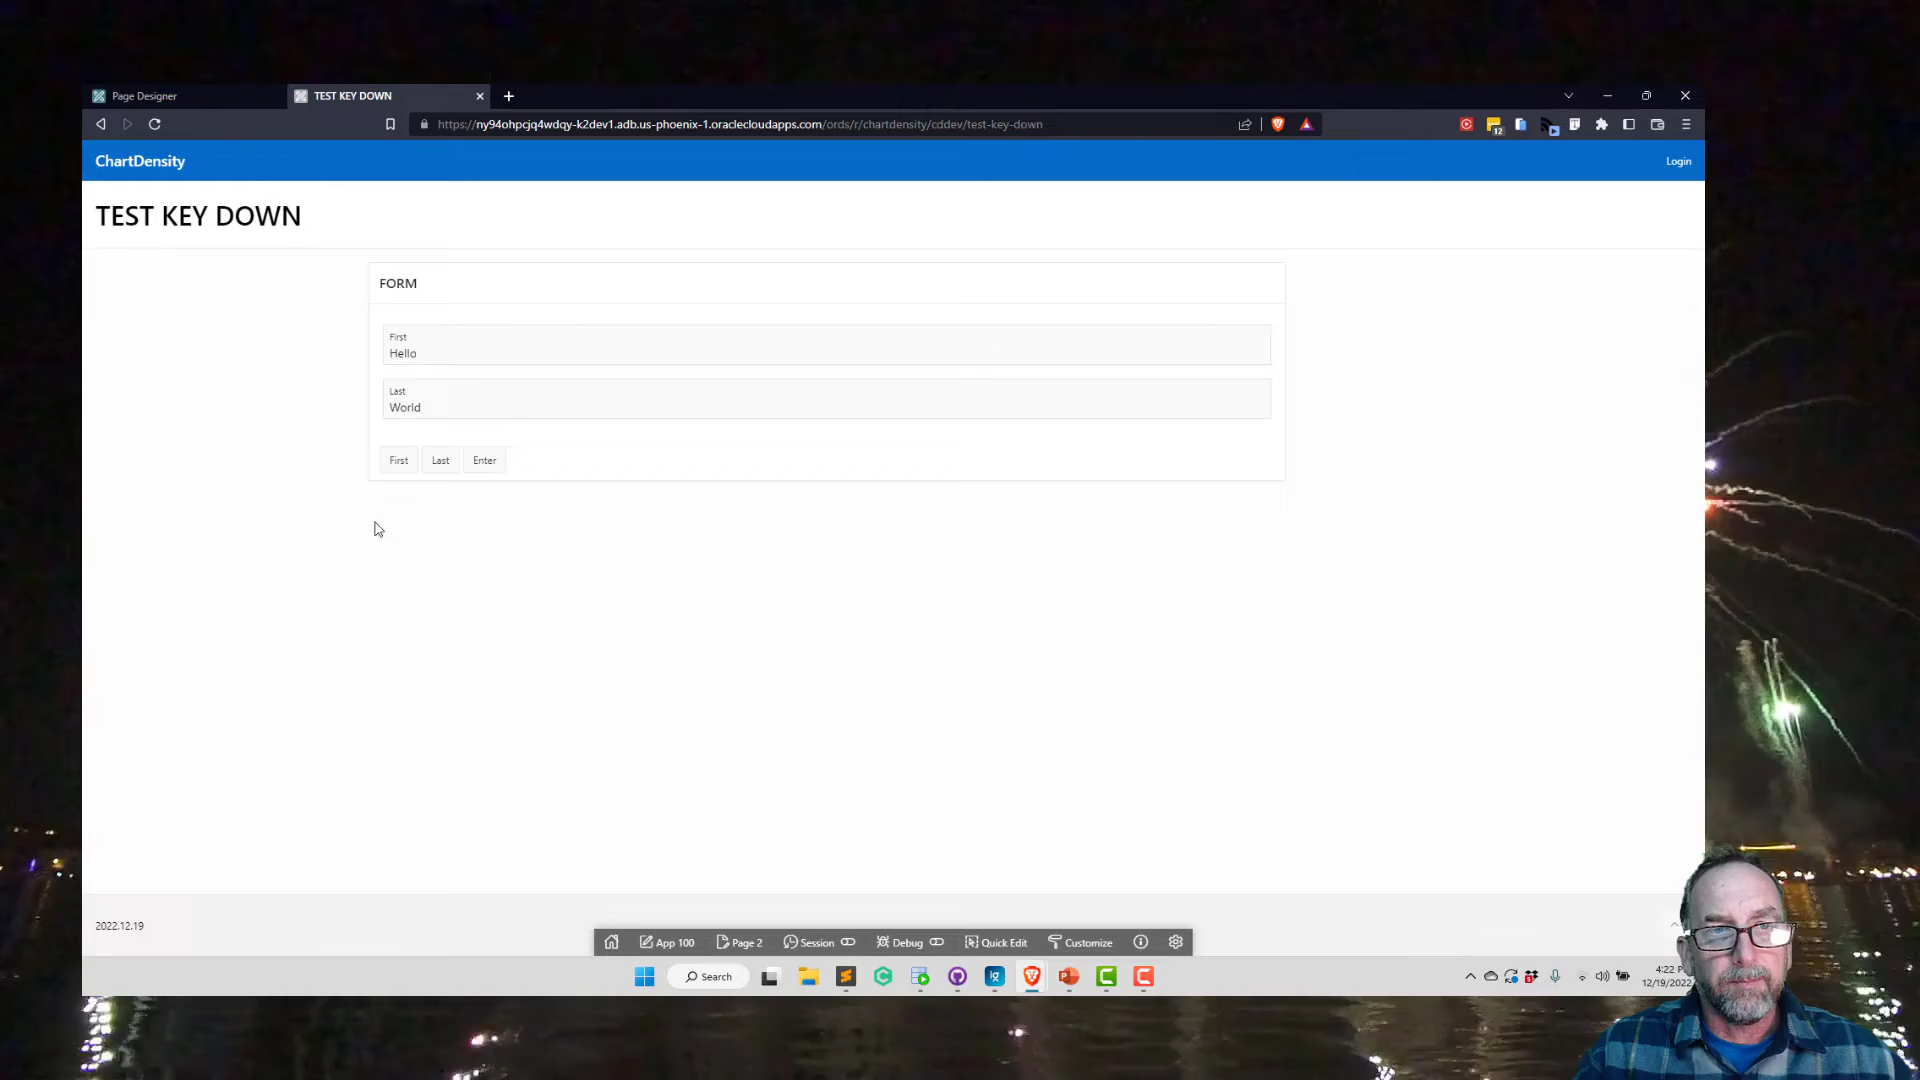 Page Designer
TEST KEY DOWN
https://ny94ohpcjq4wdqy-k2dev1.adb.us-phoenix-1.oraclecloudapps.com/ords/r/chartdensity/cddev/test-key-down
12
ChartDensity
Login
TEST KEY DOWN
FORM
First
Hello
Last
World
First Last Enter
2022.12.19
App 100 Page 2 Session Debug Quick Edit Customize
Search
4:22
12/19/2022